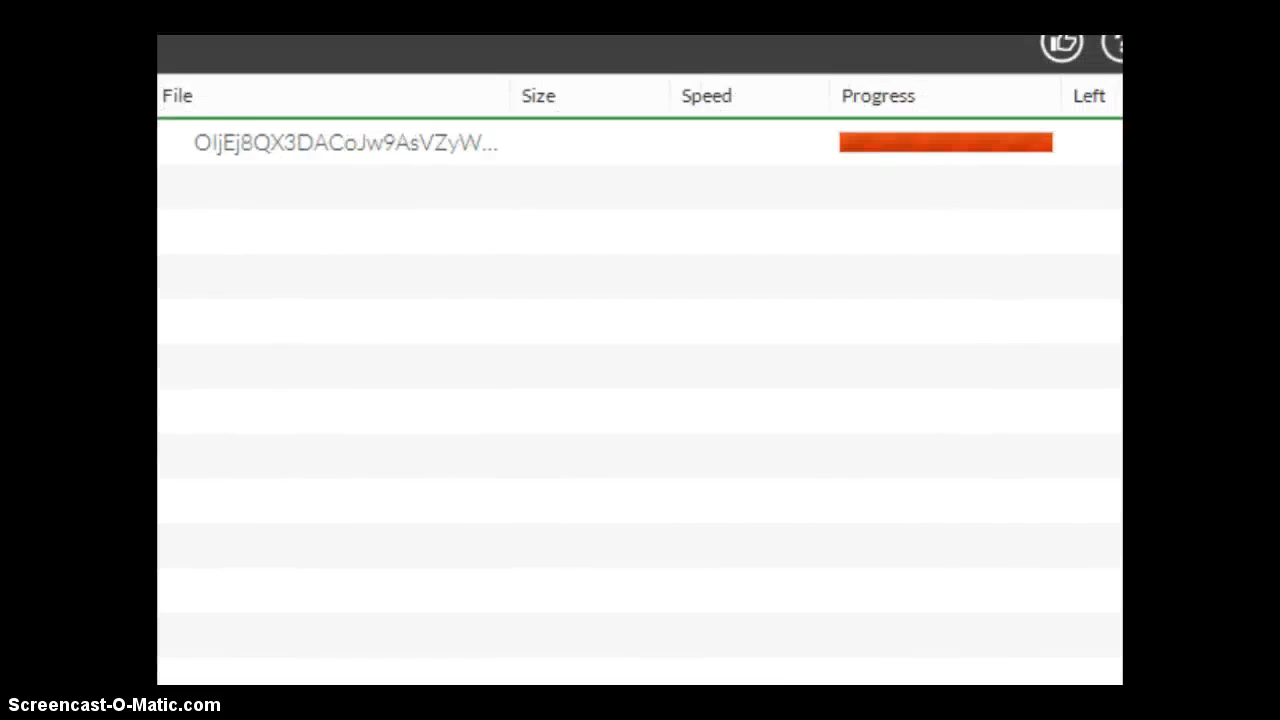 File Size Speed Progress Left
OIjEj8QX3DACoJw9AsVZyW...
Screencast-O-Matic.com